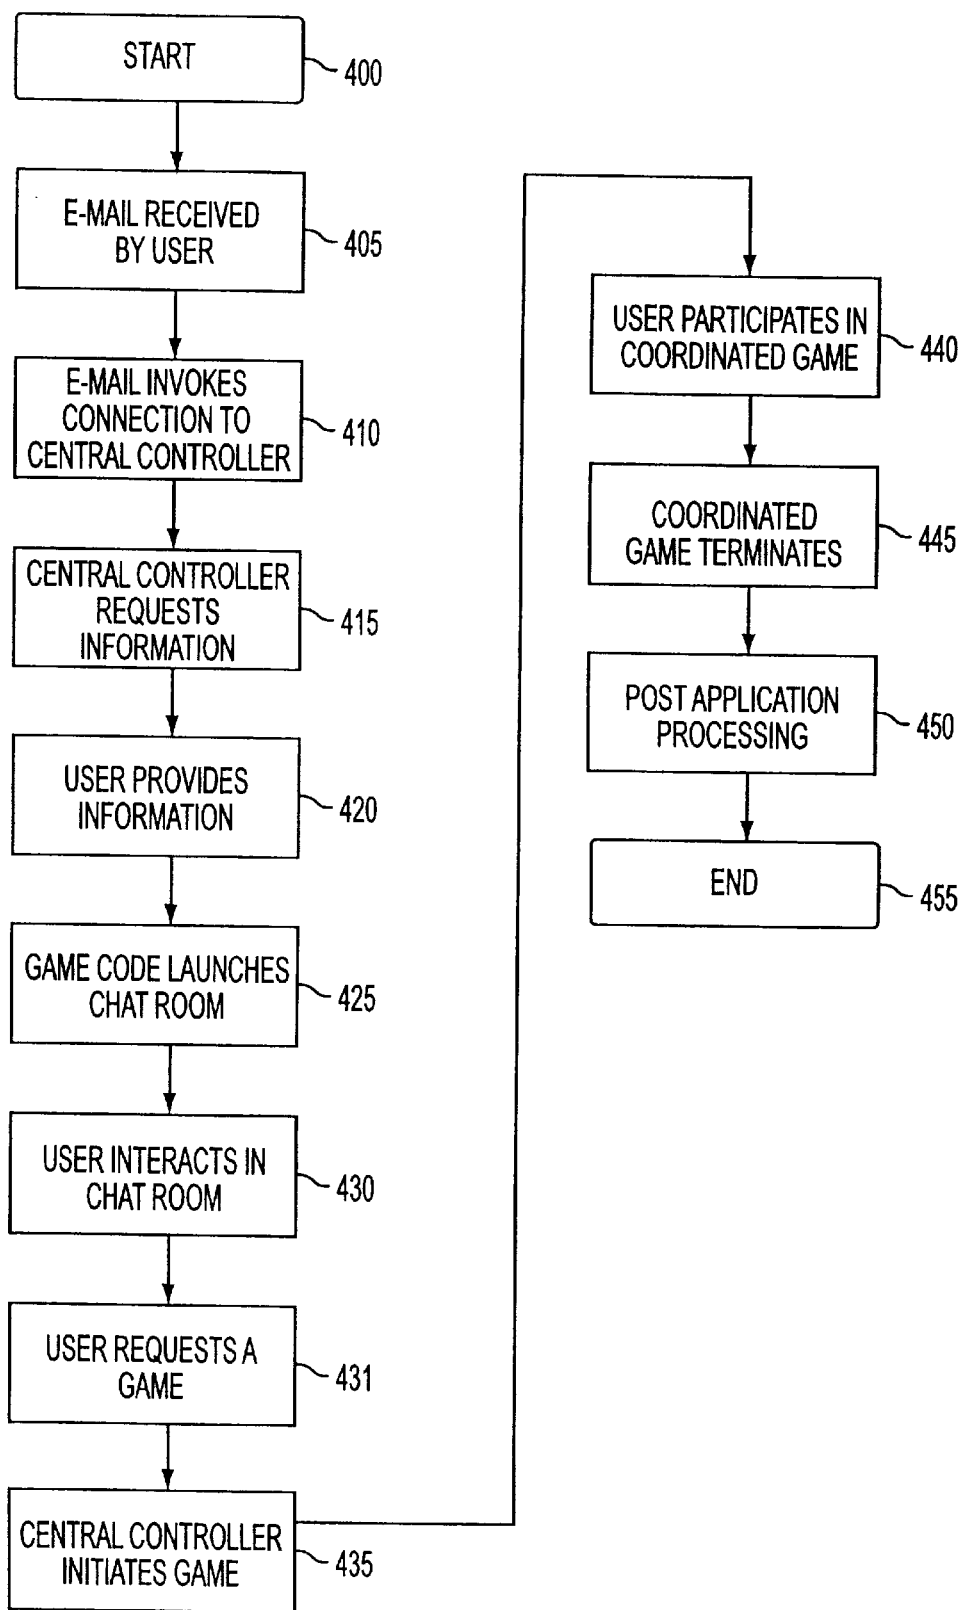 START
400
E-MAIL RECEIVED
BY USER
405
E-MAIL INVOKES
CONNECTION TO
CENTRAL CONTROLLER
410
CENTRAL CONTROLLER
REQUESTS
INFORMATION
415
USER PROVIDES
INFORMATION
420
GAME CODE LAUNCHES
CHAT ROOM
425
USER INTERACTS IN
CHAT ROOM
430
USER REQUESTS A
GAME
431
CENTRAL CONTROLLER
INITIATES GAME
435
USER PARTICIPATES IN
COORDINATED GAME
440
COORDINATED
GAME TERMINATES
445
POST APPLICATION
PROCESSING
450
END
455